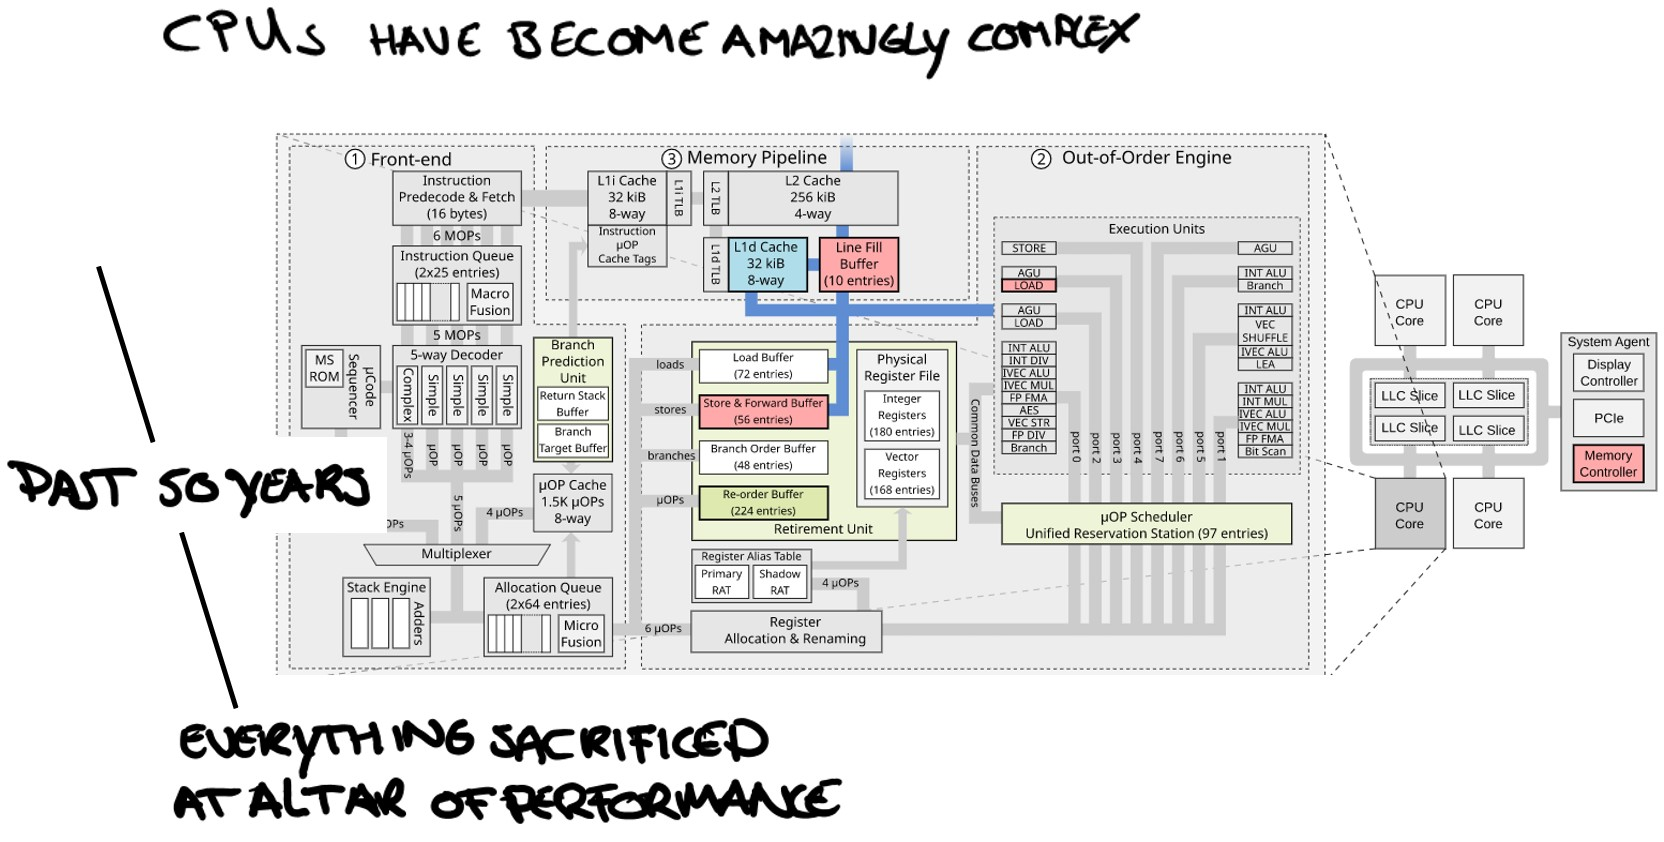 CPUs HAVE BECOME AMAZINGLY COMPLEX
① Front-end
③ Memory Pipeline
② Out-of-Order Engine
Instruction
Predecode & Fetch
(16 bytes)
6 MOPs
Instruction Queue
(2x25 entries)
Macro
Fusion
5 MOPs
MS
ROM
µCode
Sequencer
5-way Decoder
Complex
Simple
Simple
Simple
Simple
3-4 µOPs
µOP
µOP
µOP
µOP
Branch
Prediction
Unit
Return Stack
Buffer
Branch
Target Buffer
µOP Cache
1.5K µOPs
8-way
PAST 50 YEARS
OPs
5 µOPs
4 µOPs
Multiplexer
Stack Engine
Adders
Allocation Queue
(2x64 entries)
Micro
Fusion
L1i Cache
32 kiB
8-way
L1i TLB
Instruction
µOP
Cache Tags
L2 TLB
L2 Cache
256 kiB
4-way
L1d TLB
L1d Cache
32 kiB
8-way
Line Fill
Buffer
(10 entries)
loads
Load Buffer
(72 entries)
stores
Store & Forward Buffer
(56 entries)
branches
Branch Order Buffer
(48 entries)
µOPs
Re-order Buffer
(224 entries)
Physical
Register File
Integer
Registers
(180 entries)
Vector
Registers
(168 entries)
Retirement Unit
Register Alias Table
Primary
RAT
Shadow
RAT
4 µOPs
6 µOPs
Register
Allocation & Renaming
Common Data Buses
Execution Units
STORE
AGU
LOAD
AGU
LOAD
INT ALU
INT DIV
IVEC ALU
IVEC MUL
FP FMA
AES
VEC STR
FP DIV
Branch
port 0
port 2
port 3
port 4
port 7
port 6
port 5
port 1
AGU
INT ALU
Branch
INT ALU
VEC
SHUFFLE
IVEC ALU
LEA
INT ALU
INT MUL
IVEC ALU
IVEC MUL
FP FMA
Bit Scan
µOP Scheduler
Unified Reservation Station (97 entries)
CPU
Core
CPU
Core
LLC Slice
LLC Slice
LLC Slice
LLC Slice
CPU
Core
CPU
Core
System Agent
Display
Controller
PCIe
Memory
Controller
EVERYTHING SACRIFICED
AT ALTAR OF PERFORMANCE